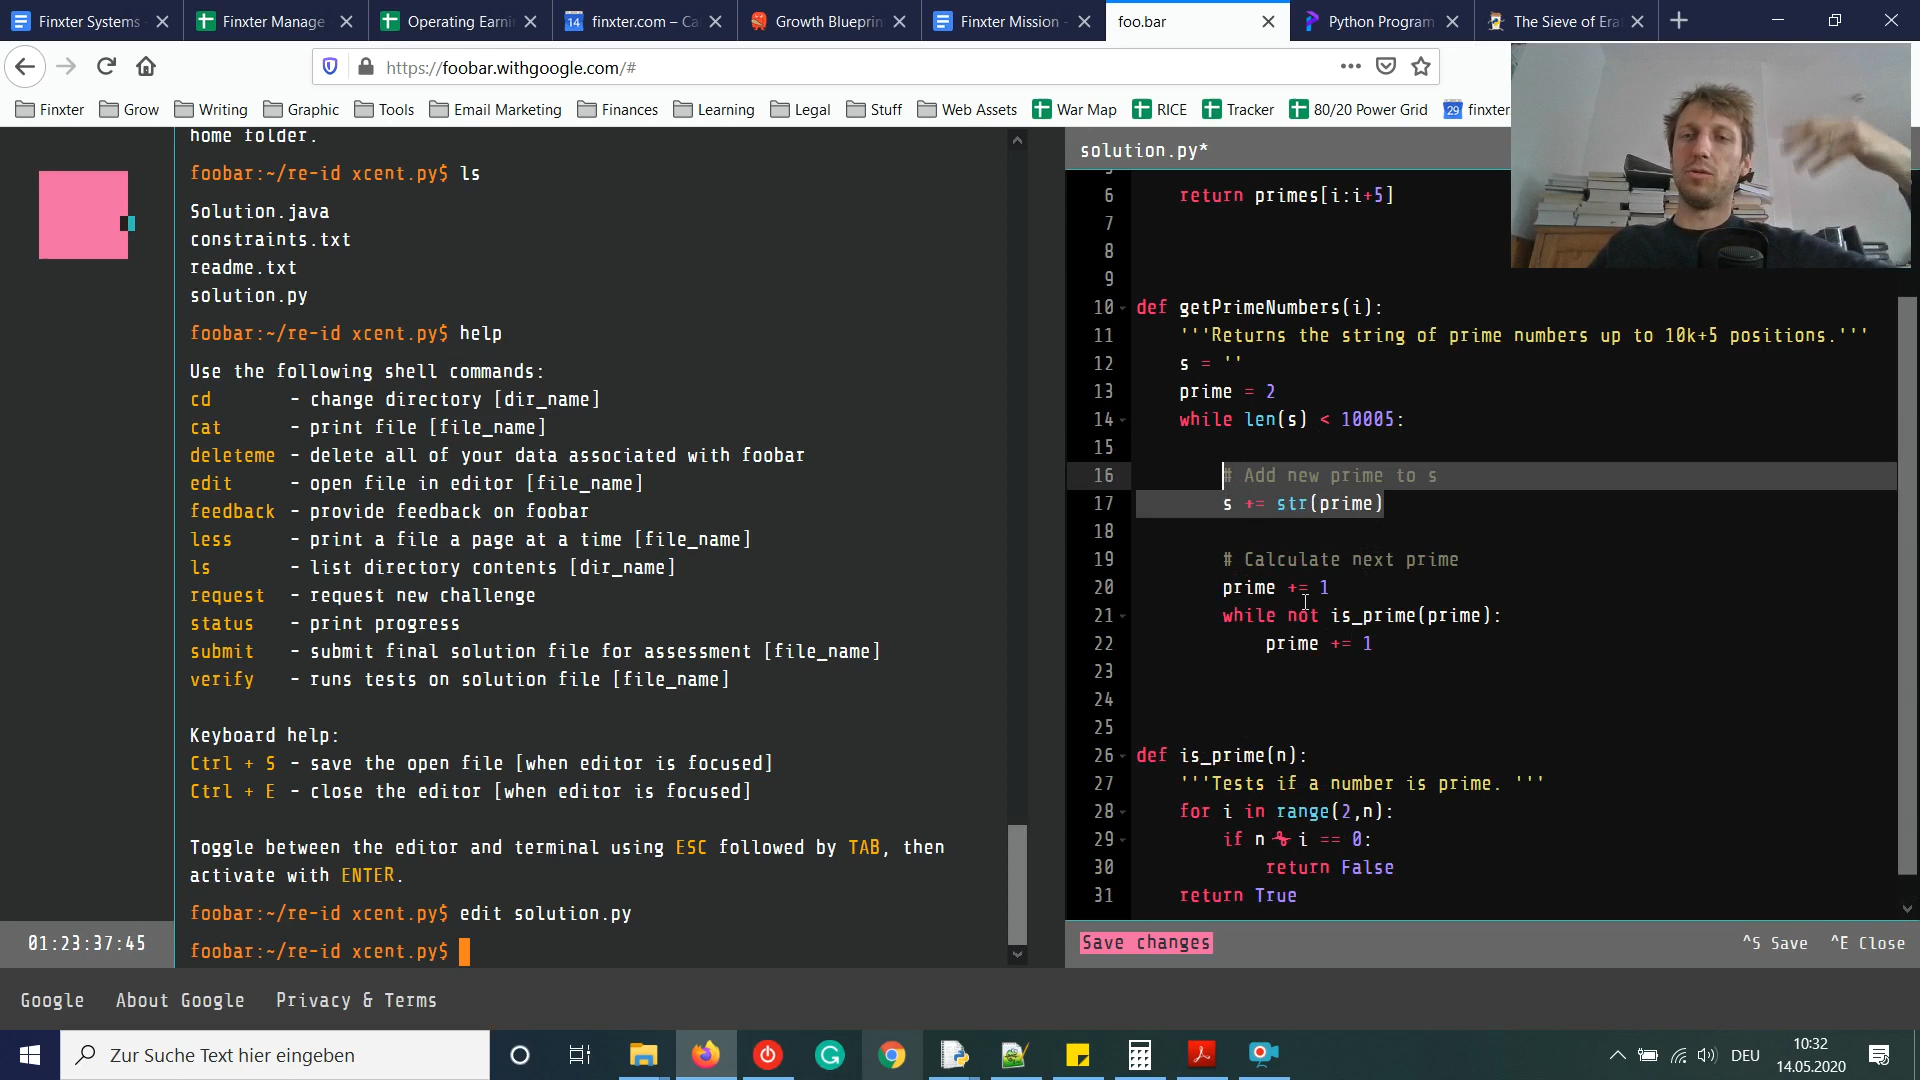 Finxter Systems
Finxter Manage
Operating Earni
14 finxter.com – Ca
Growth Blueprin
Finxter Mission -
foo.bar
Python Program
The Sieve of Era
https://foobar.withgoogle.com/#
Finxter
Grow
Writing
Graphic
Tools
Email Marketing
Finances
Learning
Legal
Stuff
Web Assets
War Map
RICE
Tracker
80/20 Power Grid
29 finxter
home folder.
foobar:~/re-id xcent.py$ ls
Solution.java
constraints.txt
readme.txt
solution.py
foobar:~/re-id xcent.py$ help
Use the following shell commands:
cd - change directory [dir_name]
cat - print file [file_name]
deleteme - delete all of your data associated with foobar
edit - open file in editor [file_name]
feedback - provide feedback on foobar
less - print a file a page at a time [file_name]
ls - list directory contents [dir_name]
request - request new challenge
status - print progress
submit - submit final solution file for assessment [file_name]
verify - runs tests on solution file [file_name]
Keyboard help:
Ctrl + S - save the open file [when editor is focused]
Ctrl + E - close the editor [when editor is focused]
Toggle between the editor and terminal using ESC followed by TAB, then
activate with ENTER.
foobar:~/re-id xcent.py$ edit solution.py
foobar:~/re-id xcent.py$
01:23:37:45
solution.py*
6 return primes[i:i+5]
7
8
9
10 def getPrimeNumbers(i):
11 '''Returns the string of prime numbers up to 10k+5 positions.'''
12 s = ''
13 prime = 2
14 while len(s) < 10005:
15
16 # Add new prime to s
17 s += str(prime)
18
19 # Calculate next prime
20 prime += 1
21 while not is_prime(prime):
22 prime += 1
23
24
25
26 def is_prime(n):
27 '''Tests if a number is prime. '''
28 for i in range(2,n):
29 if n % i == 0:
30 return False
31 return True
Save changes
^S Save ^E Close
Google About Google Privacy & Terms
Zur Suche Text hier eingeben
DEU
10:32
14.05.2020